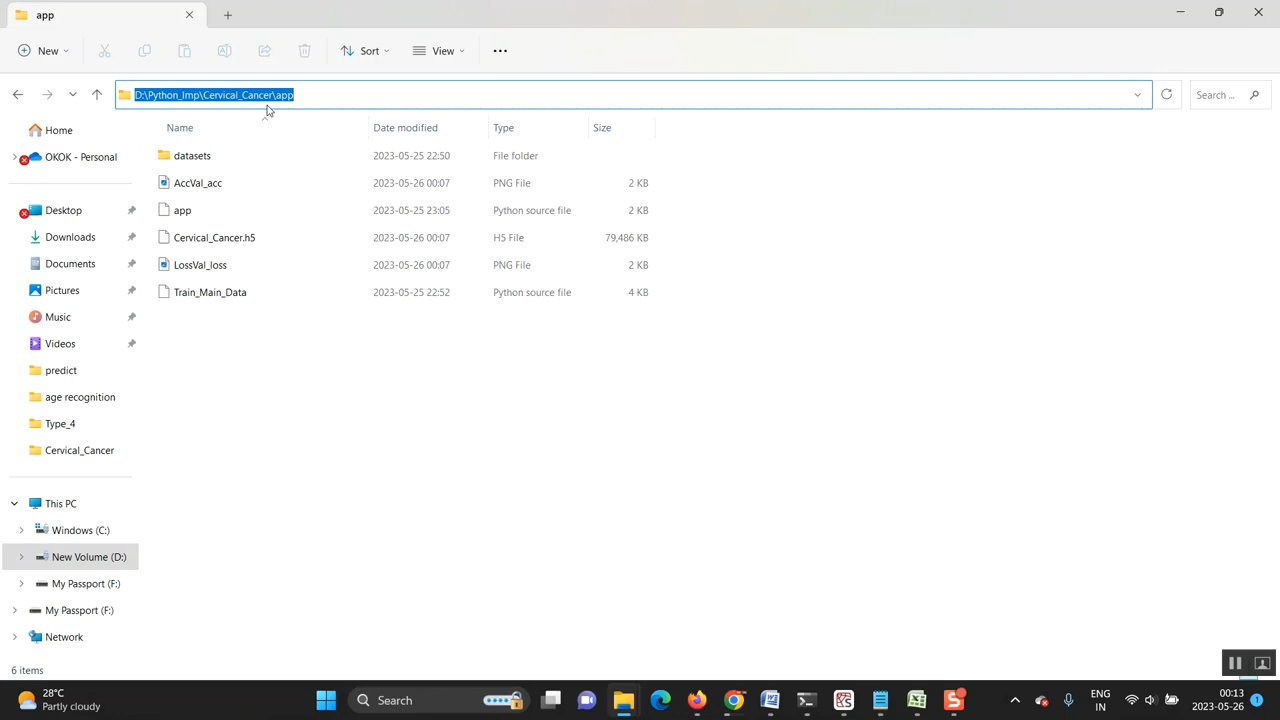 app
New
Sort
View
D:\Python_Imp\Cervical_Cancer\app
Search ...
Name Date modified Type Size
Home
OKOK - Personal
Desktop
Downloads
Documents
Pictures
Music
Videos
predict
age recognition
Type_4
Cervical_Cancer
This PC
Windows (C:)
New Volume (D:)
My Passport (F:)
My Passport (F:)
Network
datasets 2023-05-25 22:50 File folder
AccVal_acc 2023-05-26 00:07 PNG File 2 KB
app 2023-05-25 23:05 Python source file 2 KB
Cervical_Cancer.h5 2023-05-26 00:07 H5 File 79,486 KB
LossVal_loss 2023-05-26 00:07 PNG File 2 KB
Train_Main_Data 2023-05-25 22:52 Python source file 4 KB
6 items
28°C
Partly cloudy
Search
ENG
IN
00:13
2023-05-26
1